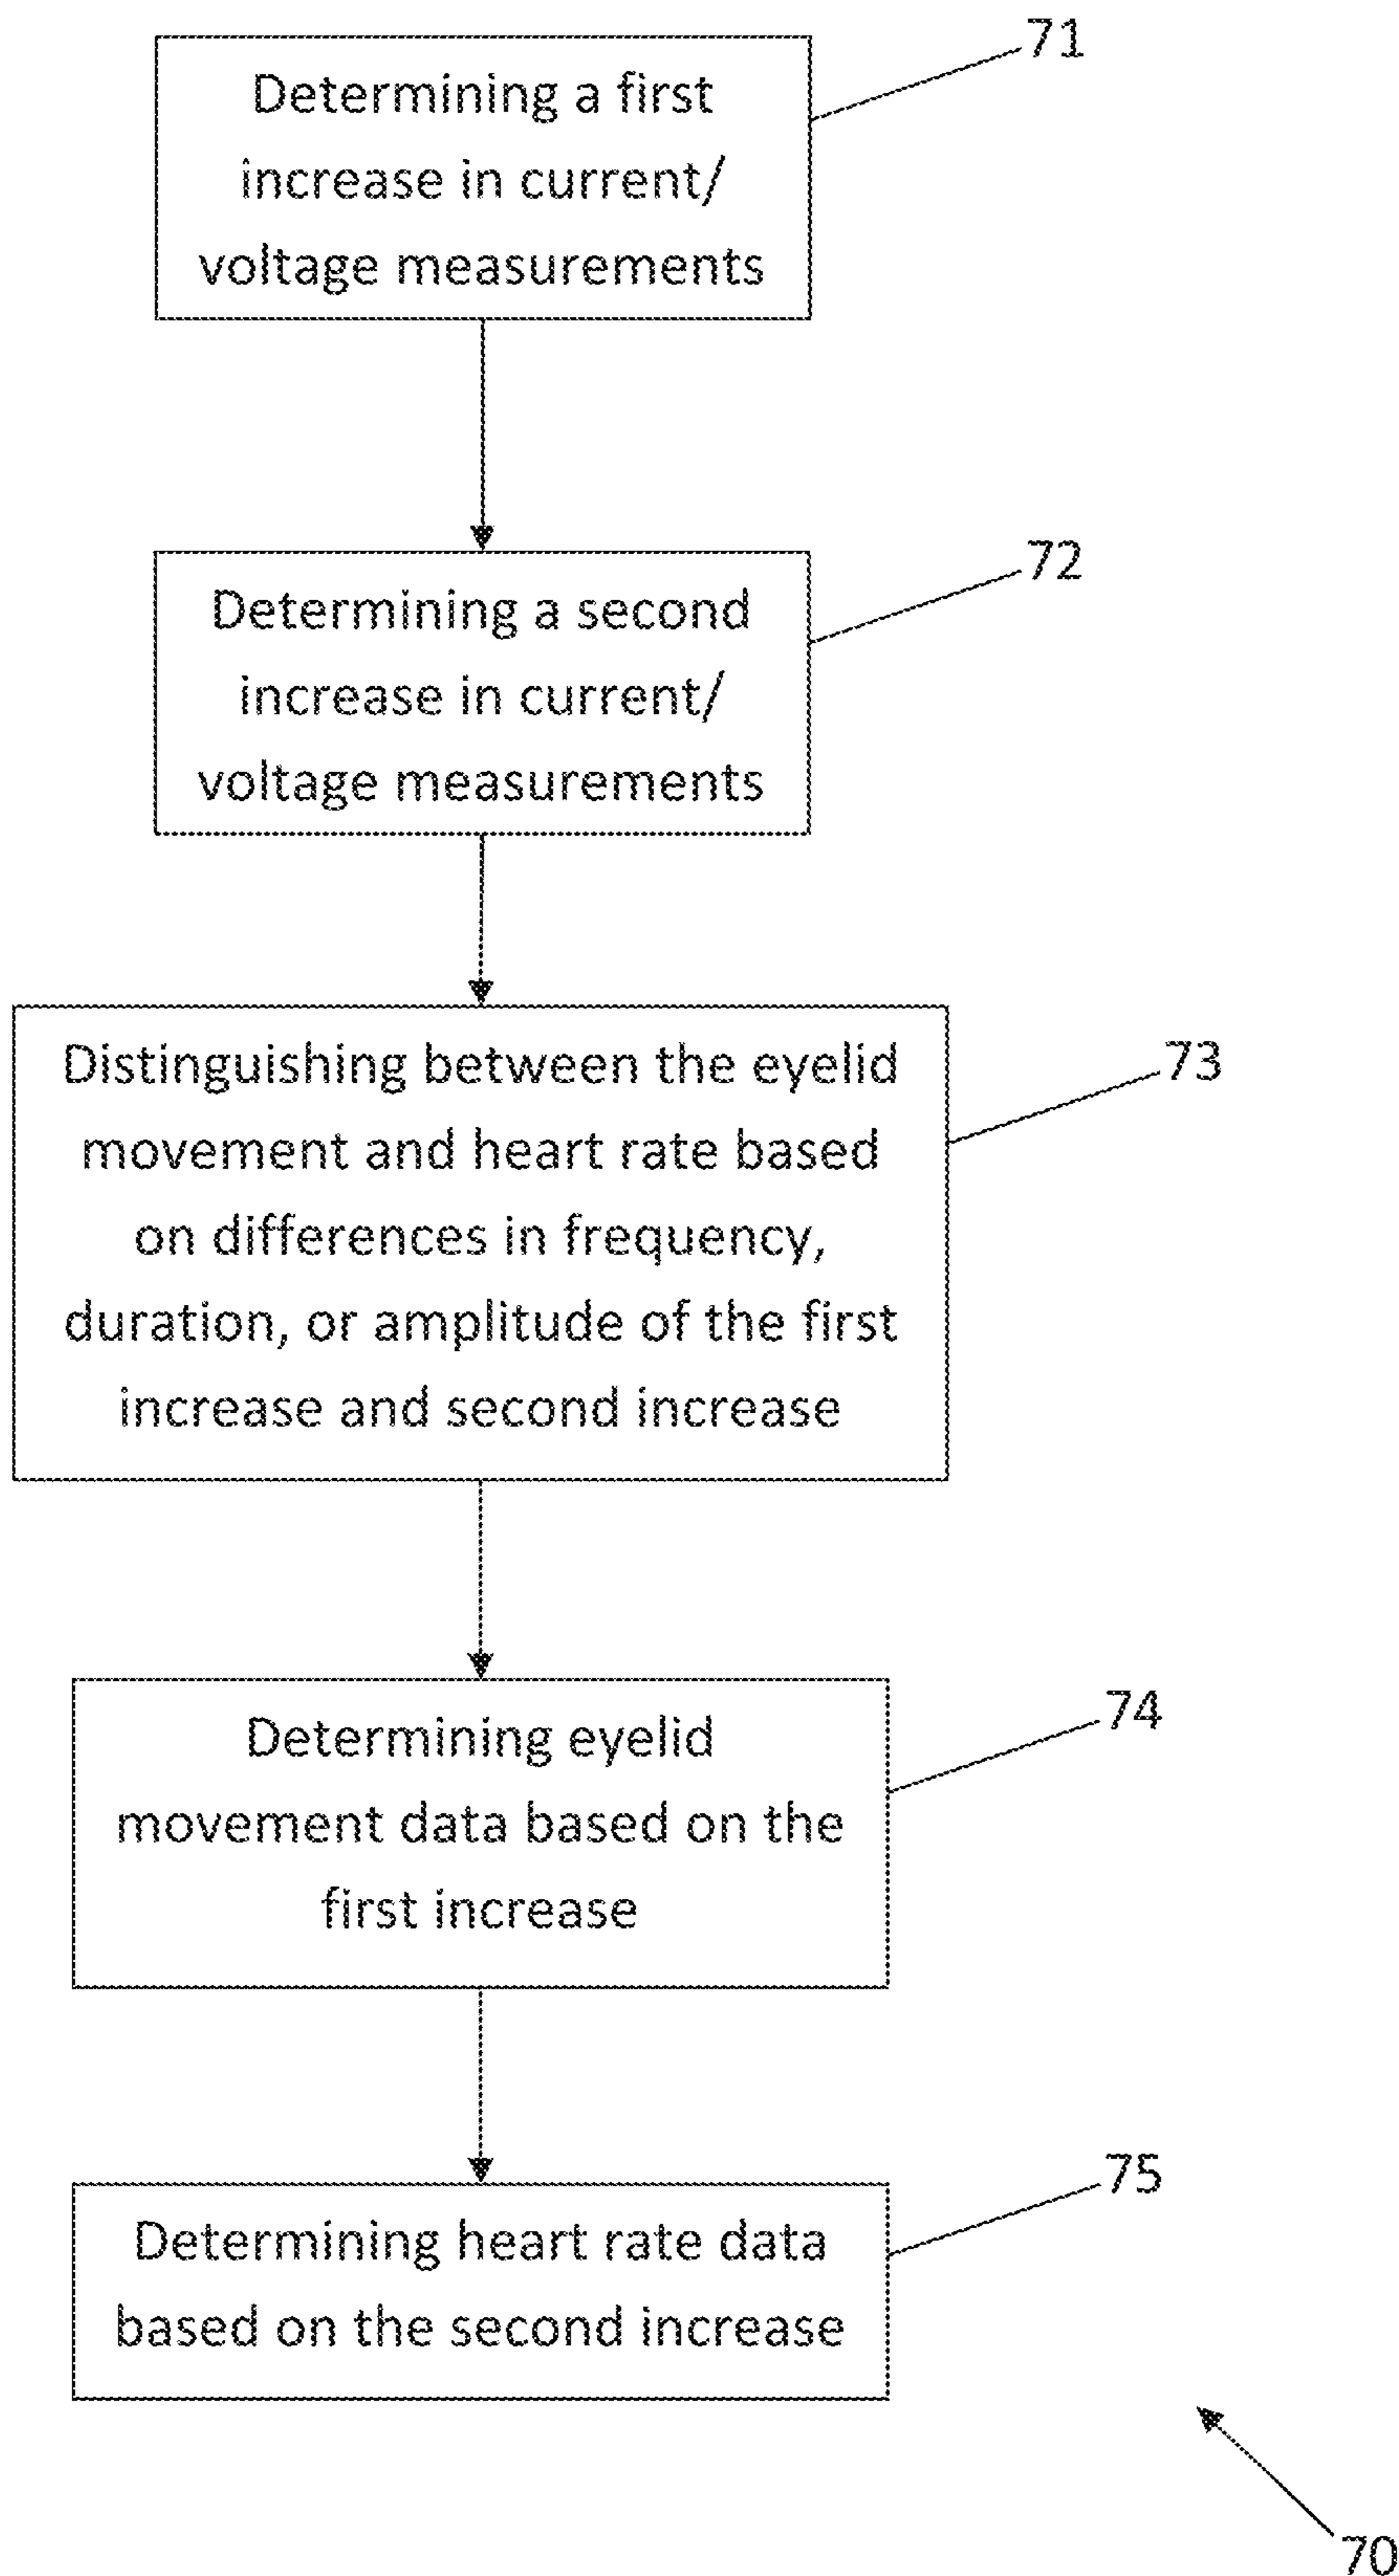 71
Determining a first
increase in current/
voltage measurements
72
Determining a second
increase in current/
voltage measurements
73
Distinguishing between the eyelid
movement and heart rate based
on differences in frequency,
duration, or amplitude of the first
increase and second increase
74
Determining eyelid
movement data based on the
first increase
75
Determining heart rate data
based on the second increase
70